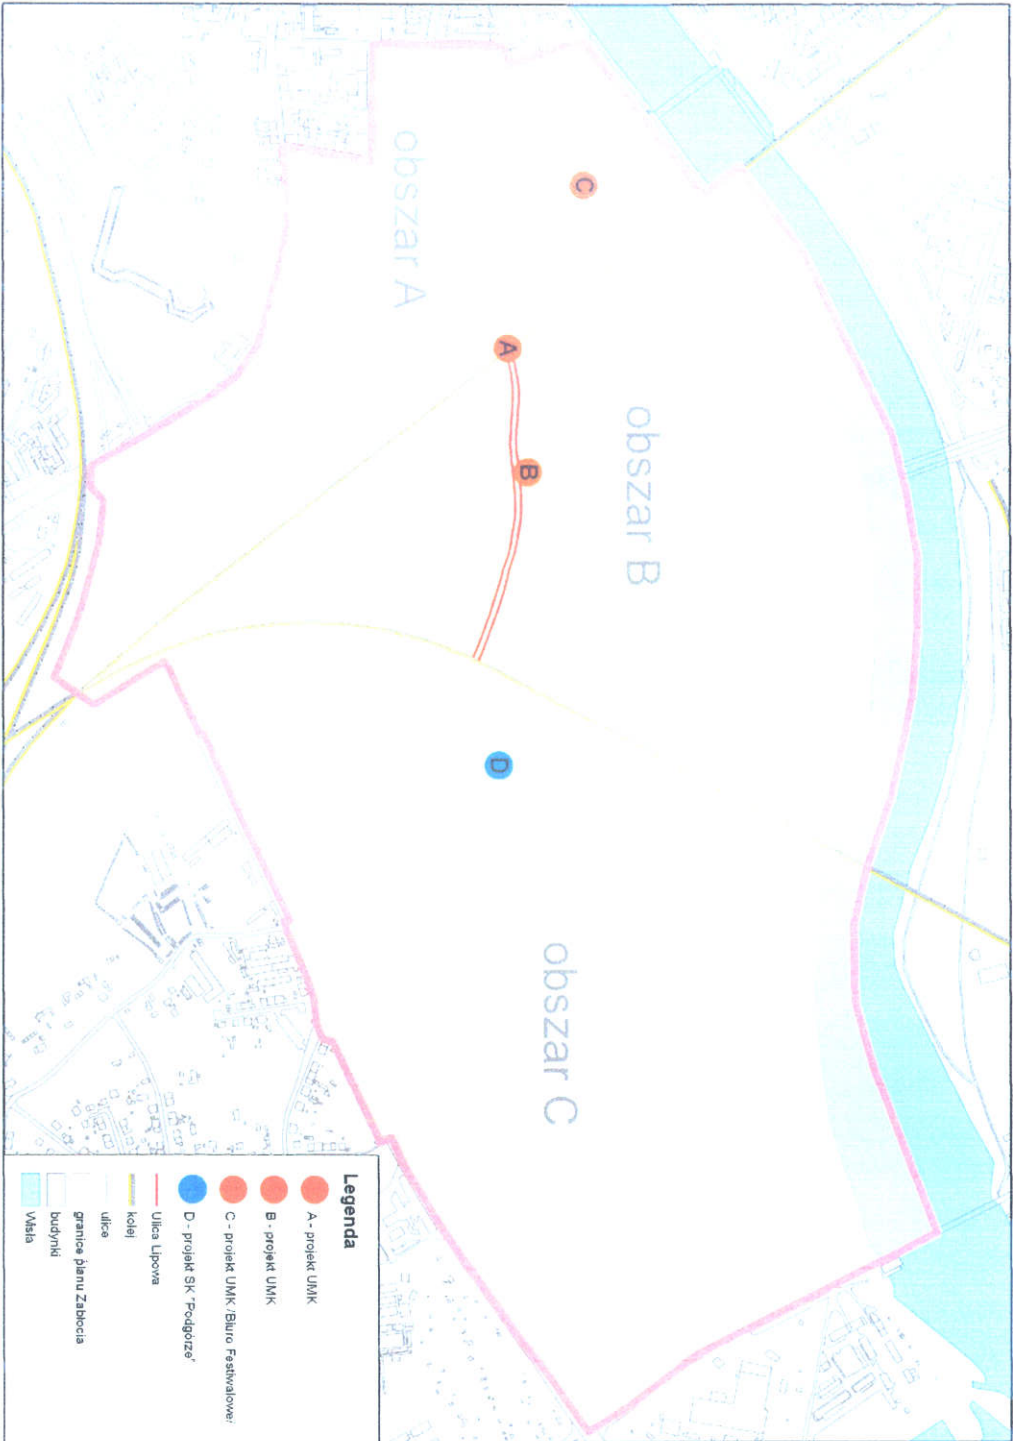 obszar A
obszar B
obszar C
C
A
B
D
Legenda
A - projekt UMK
B - projekt UMK
C - projekt UMK /Biuro Festiwalowe/
D - projekt SK "Podgórze"
Ulica Lipowa
kolej
ulice
granice planu Zabłocia
budynki
Wisła